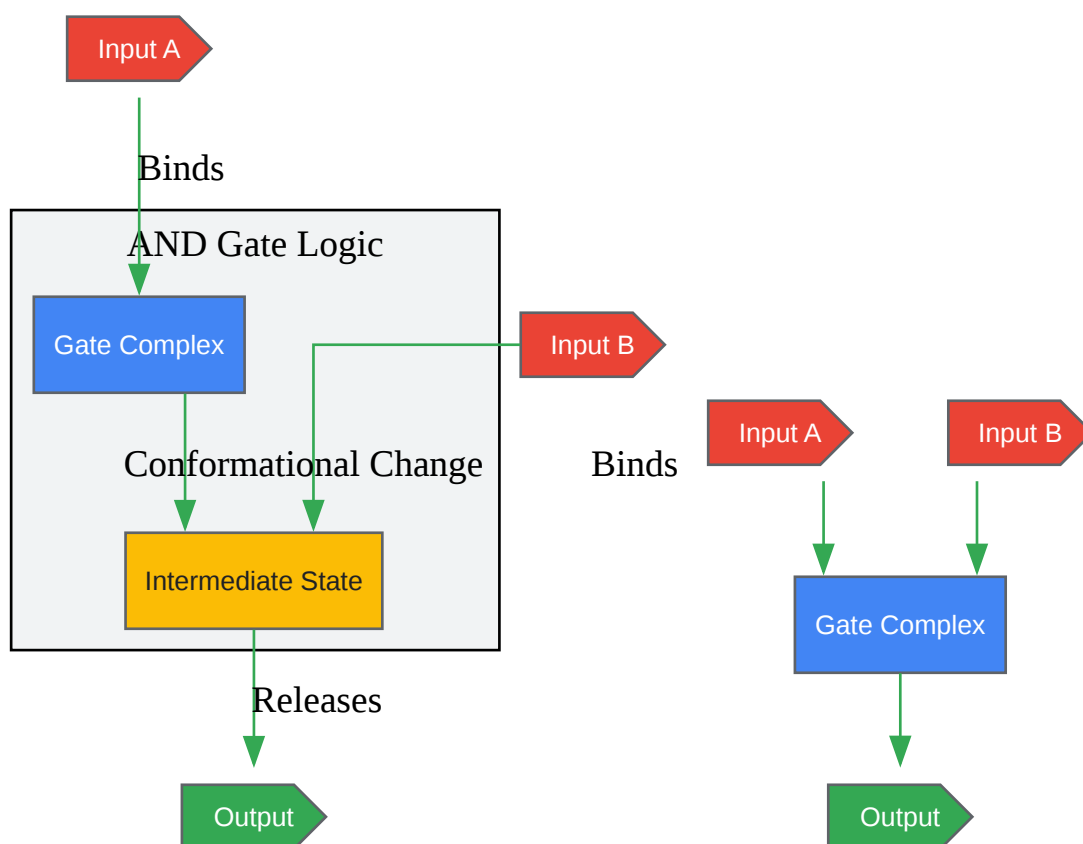 Input A
Binds
AND Gate Logic
Gate Complex
Input B
Conformational Change
Binds
Intermediate State
Releases
Output
Input A
Input B
Gate Complex
Output